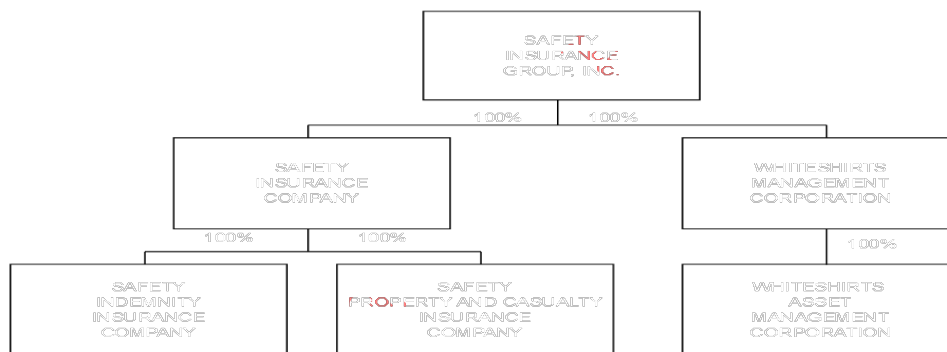 SAFETY
INSURANCE
GROUP, INC.
100%
100%
SAFETY
INSURANCE
COMPANY
WHITESHIRTS
MANAGEMENT
CORPORATION
100%
100%
100%
SAFETY
INDEMNITY
INSURANCE
COMPANY
SAFETY
PROPERTY AND CASUALTY
INSURANCE
COMPANY
WHITESHIRTS
ASSET
MANAGEMENT
CORPORATION